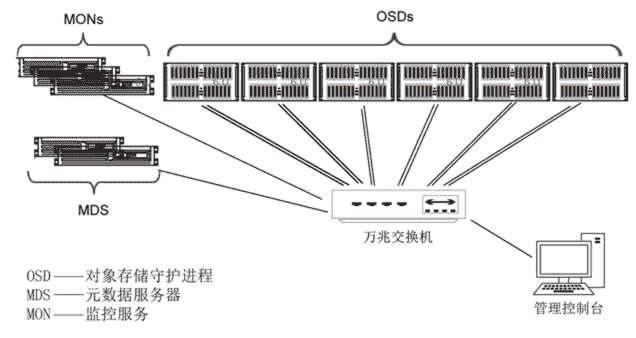 MONs
OSDs
MDS
万兆交换机
管理控制台
OSD——对象存储守护进程
MDS——元数据服务器
MON——监控服务